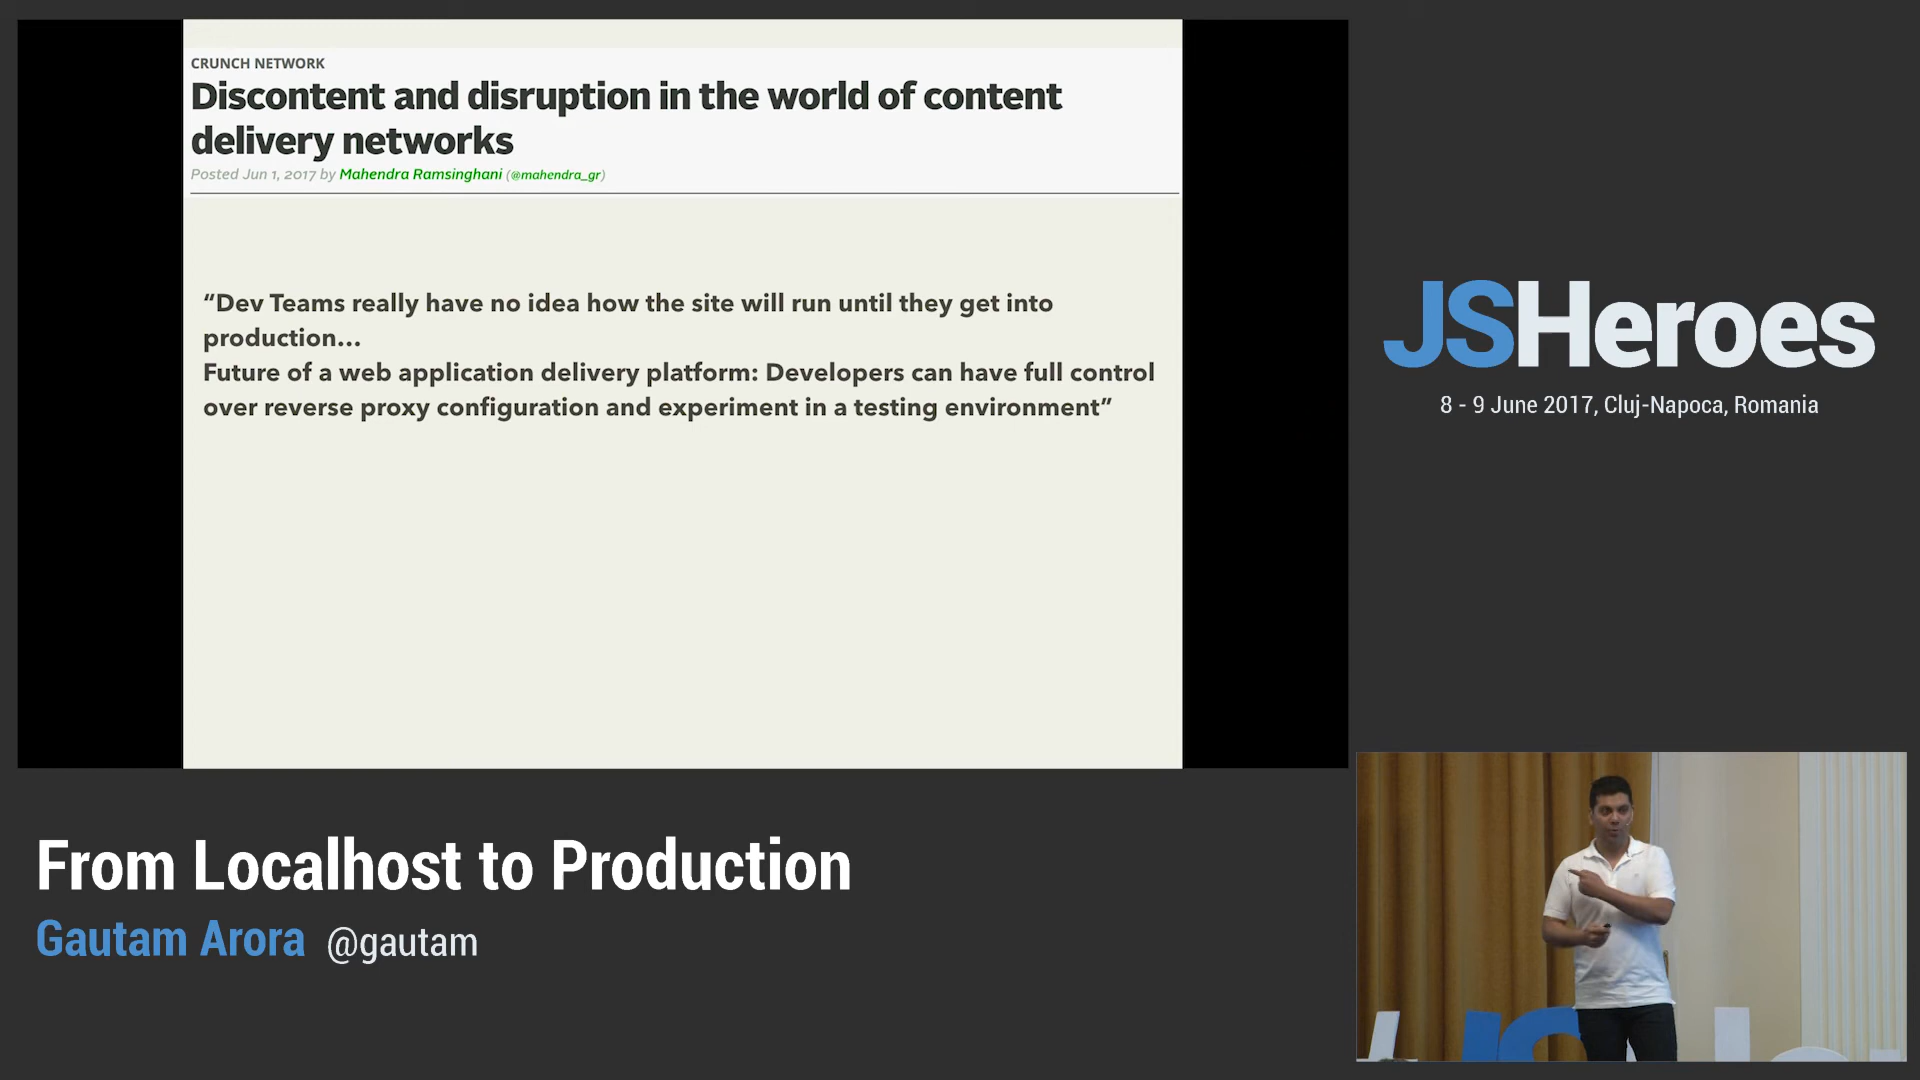 CRUNCH NETWORK
Discontent and disruption in the world of content
delivery networks
Posted Jun 1, 2017 by Mahendra Ramsinghani (@mahendra_gr)
“Dev Teams really have no idea how the site will run until they get into
production...
Future of a web application delivery platform: Developers can have full control
over reverse proxy configuration and experiment in a testing environment”
JSHeroes
8 - 9 June 2017, Cluj-Napoca, Romania
From Localhost to Production
Gautam Arora @gautam